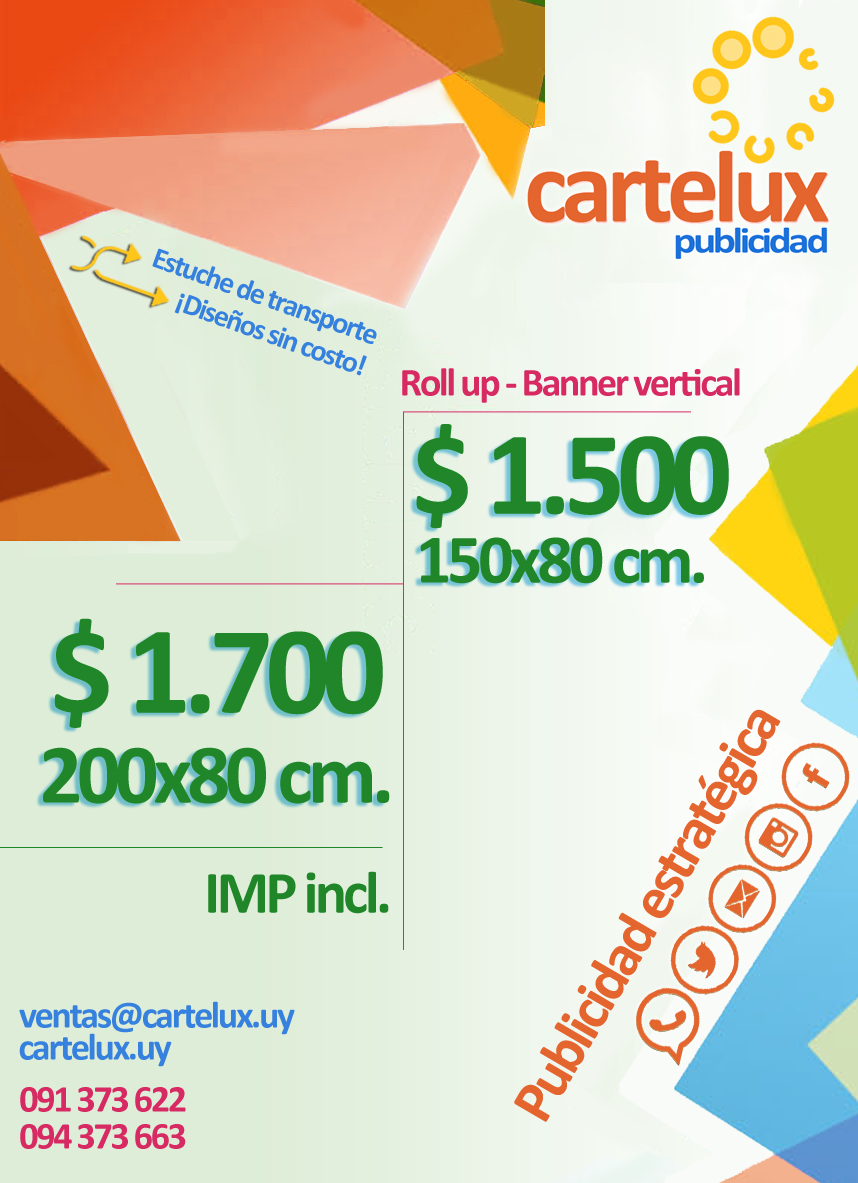 cartelux
publicidad
Estuche de transporte
¡Diseños sin costo!
Roll up - Banner vertical
$ 1.500
150x80 cm.
$ 1.700
200x80 cm.
IMP incl.
Publicidad estratégica
ventas@cartelux.uy
cartelux.uy
091 373 622
094 373 663